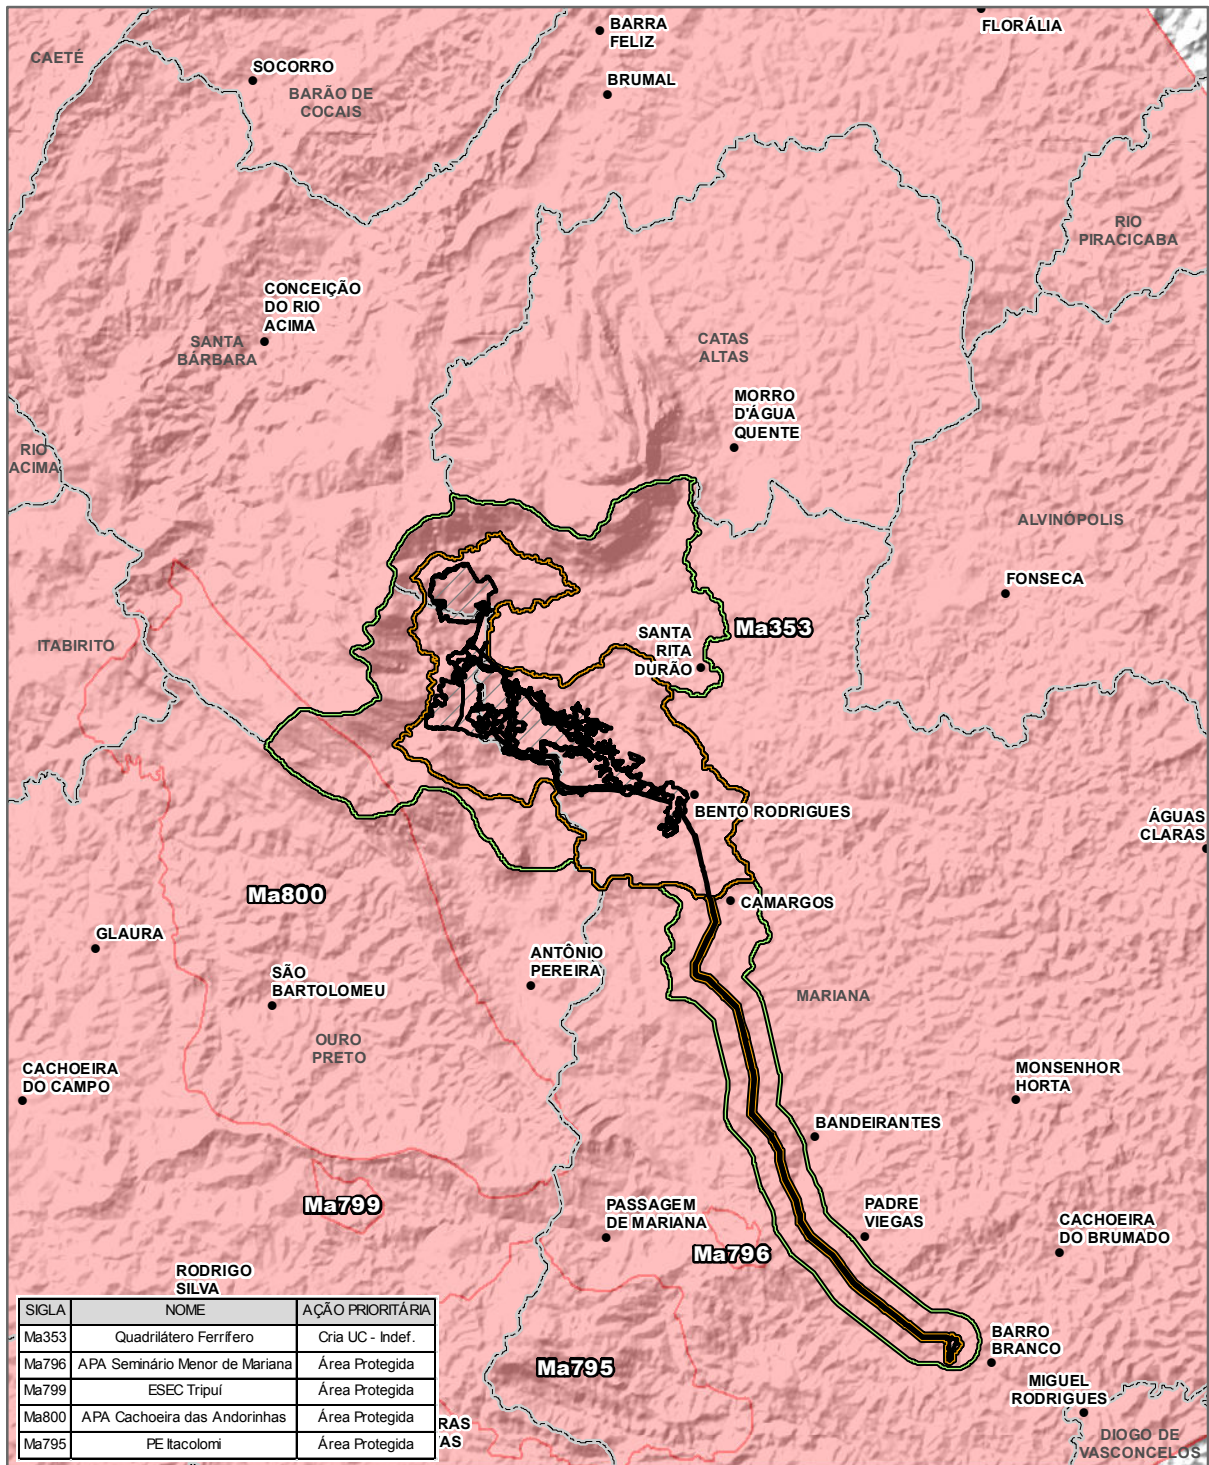 BARRA
FELIZ
FLORÁLIA
CAETÉ
SOCORRO
BRUMAL
BARÃO DE
COCAIS
RIO
PIRACICABA
CONCEIÇÃO
DO RIO
ACIMA
SANTA
BÁRBARA
CATAS
ALTAS
MORRO
D'ÁGUA
QUENTE
RIO
ACIMA
ALVINÓPOLIS
FONSECA
Ma353
SANTA
RITA
DURÃO
ITABIRITO
BENTO RODRIGUES
ÁGUAS
CLARAS
Ma800
CAMARGOS
GLAURA
ANTÔNIO
PEREIRA
SÃO
BARTOLOMEU
MARIANA
OURO
PRETO
CACHOEIRA
DO CAMPO
MONSENHOR
HORTA
BANDEIRANTES
Ma799
PASSAGEM
DE MARIANA
PADRE
VIEGAS
CACHOEIRA
DO BRUMADO
Ma796
RODRIGO
SILVA
SIGLA NOME AÇÃO PRIORITÁRIA
Ma353 Quadrilátero Ferrífero Cria UC - Indef.
Ma796 APA Seminário Menor de Mariana Área Protegida
Ma799 ESEC Tripuí Área Protegida
Ma800 APA Cachoeira das Andorinhas Área Protegida
Ma795 PE Itacolomi Área Protegida
RAS
AS
Ma795
BARRO
BRANCO
MIGUEL
RODRIGUES
DIOGO DE
VASCONCELOS